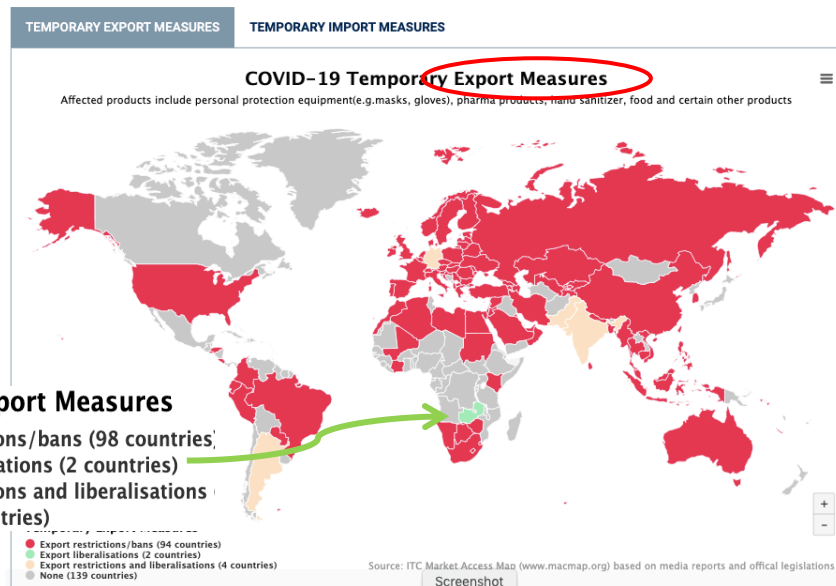 TEMPORARY EXPORT MEASURES
TEMPORARY IMPORT MEASURES
COVID-19 Temporary Export Measures
Affected products include personal protection equipment(e.g.masks, gloves), pharma products, hand sanitizer, food and certain other products
port Measures
ons/bans (98 countries)
ations (2 countries)
ons and liberalisations
tries)
Temporary Export Measures
Export restrictions/bans (94 countries)
Export liberalisations (2 countries)
Export restrictions and liberalisations (4 countries)
None (139 countries)
Source: ITC Market Access Map (www.macmap.org) based on media reports and offical legislations
+
-
Screenshot